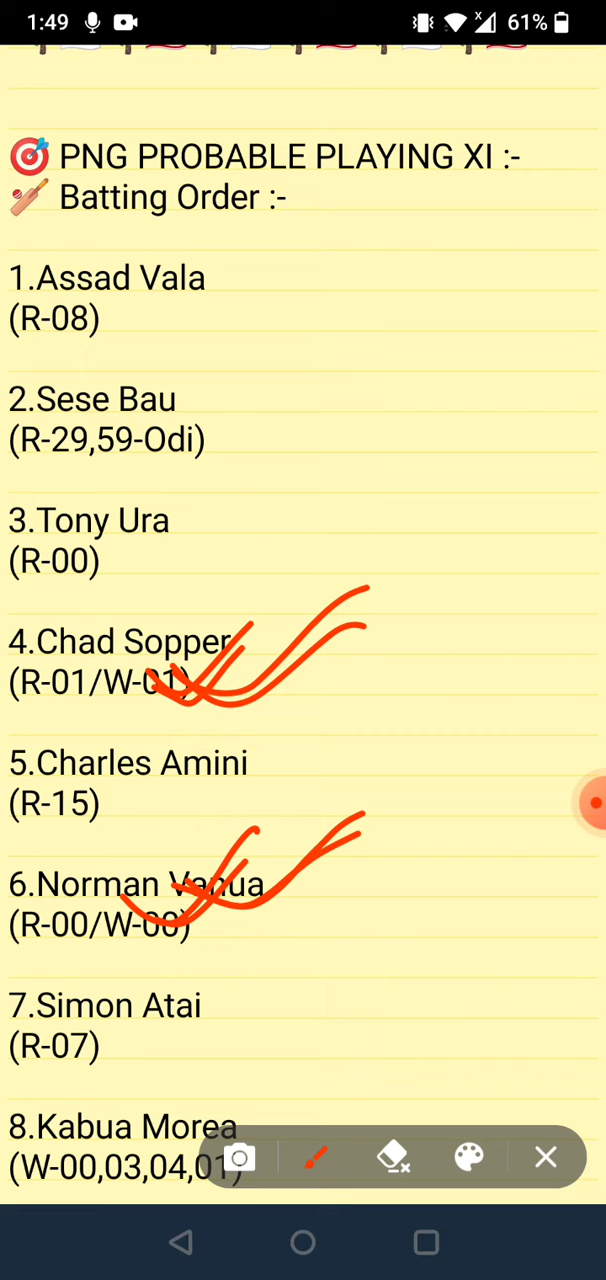 1:49
61%
PNG PROBABLE PLAYING XI :-
Batting Order :-
1.Assad Vala
(R-08)
2.Sese Bau
(R-29,59-Odi)
3.Tony Ura
(R-00)
4.Chad Sopper
(R-01/W-01)
5.Charles Amini
(R-15)
6.Norman Vanua
(R-00/W-00)
7.Simon Atai
(R-07)
8.Kabua Morea
(W-00,03,04,01)